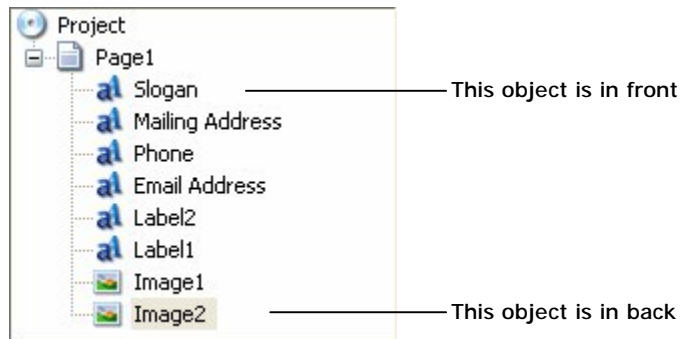 Project
Page1
Slogan This object is in front
Mailing Address
Phone
Email Address
Label2
Label1
Image1
Image2 This object is in back